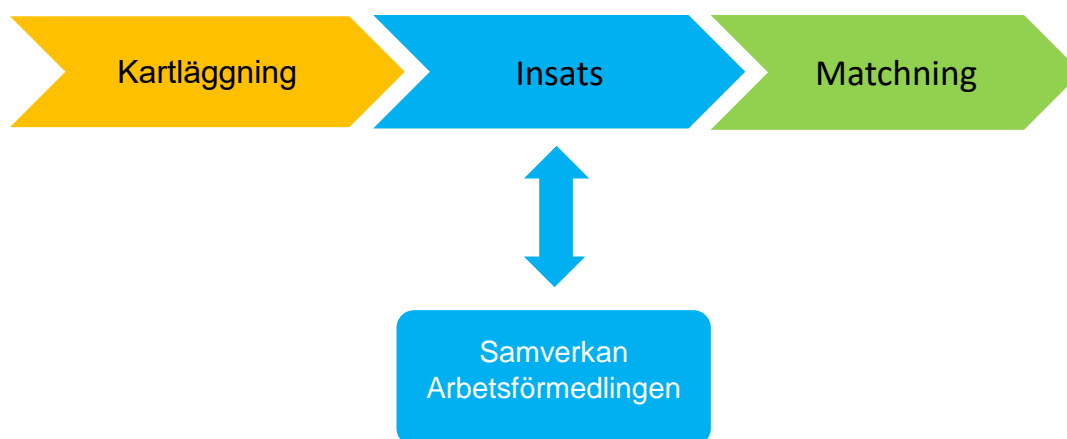 Kartläggning
Insats
Matchning
Samverkan
Arbetsförmedlingen